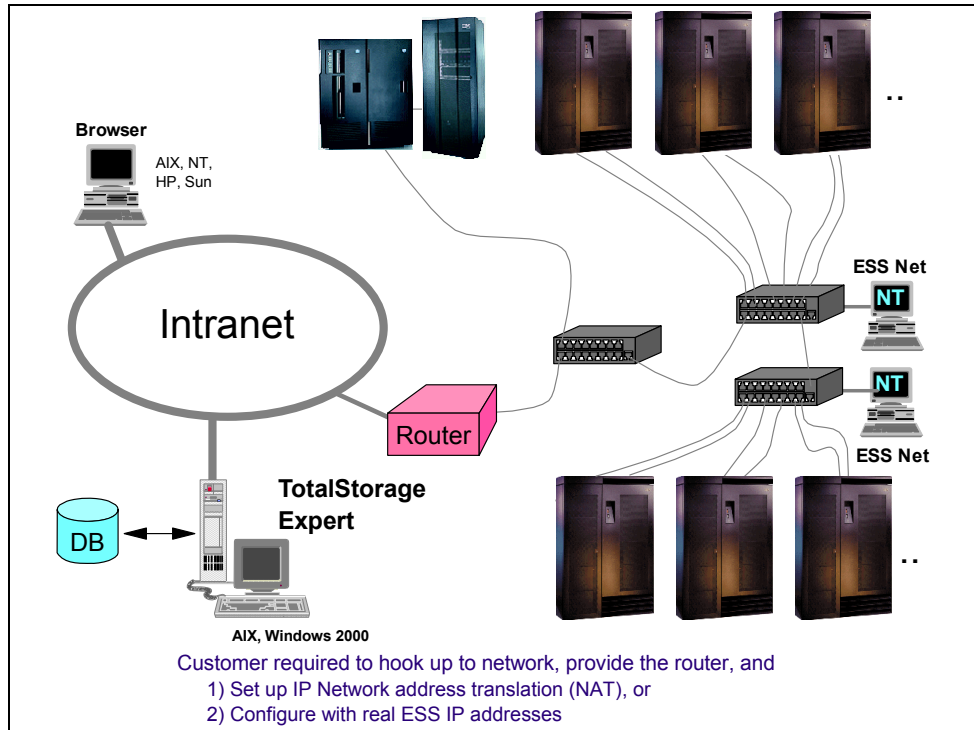 Browser
AIX, NT,
HP, Sun
..
ESS Net
NT
Intranet
NT
ESS Net
Router
TotalStorage
Expert
DB
..
AIX, Windows 2000
Customer required to hook up to network, provide the router, and
1) Set up IP Network address translation (NAT), or
2) Configure with real ESS IP addresses